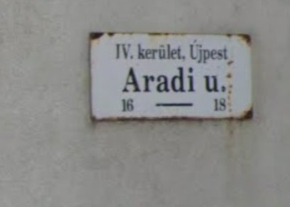 IV. kerület, Újpest
Aradi u.
16 — 18